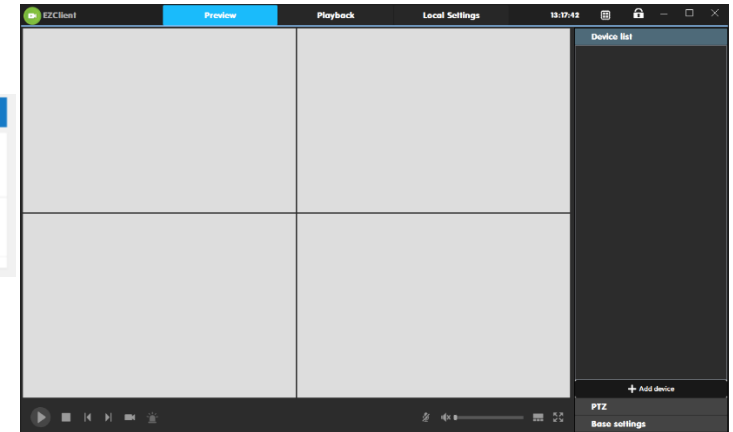 EZClient
Preview
Playback
Local Settings
13:17:42
Device list
+ Add device
PTZ
Base settings